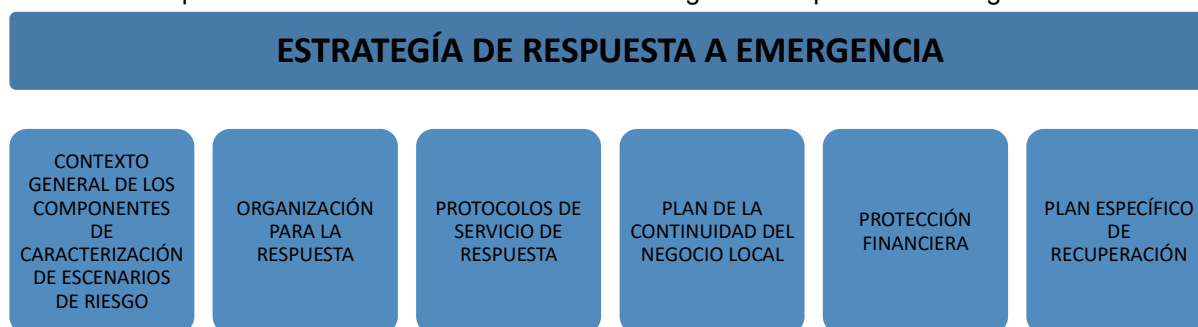 ESTRATEGÍA DE RESPUESTA A EMERGENCIA
CONTEXTO
GENERAL DE LOS
COMPONENTES
DE
CARACTERIZACIÓN
DE ESCENARIOS
DE RIESGO
ORGANIZACIÓN
PARA LA
RESPUESTA
PROTOCOLOS DE
SERVICIO DE
RESPUESTA
PLAN DE LA
CONTINUIDAD DEL
NEGOCIO LOCAL
PROTECCIÓN
FINANCIERA
PLAN ESPECÍFICO
DE
RECUPERACIÓN